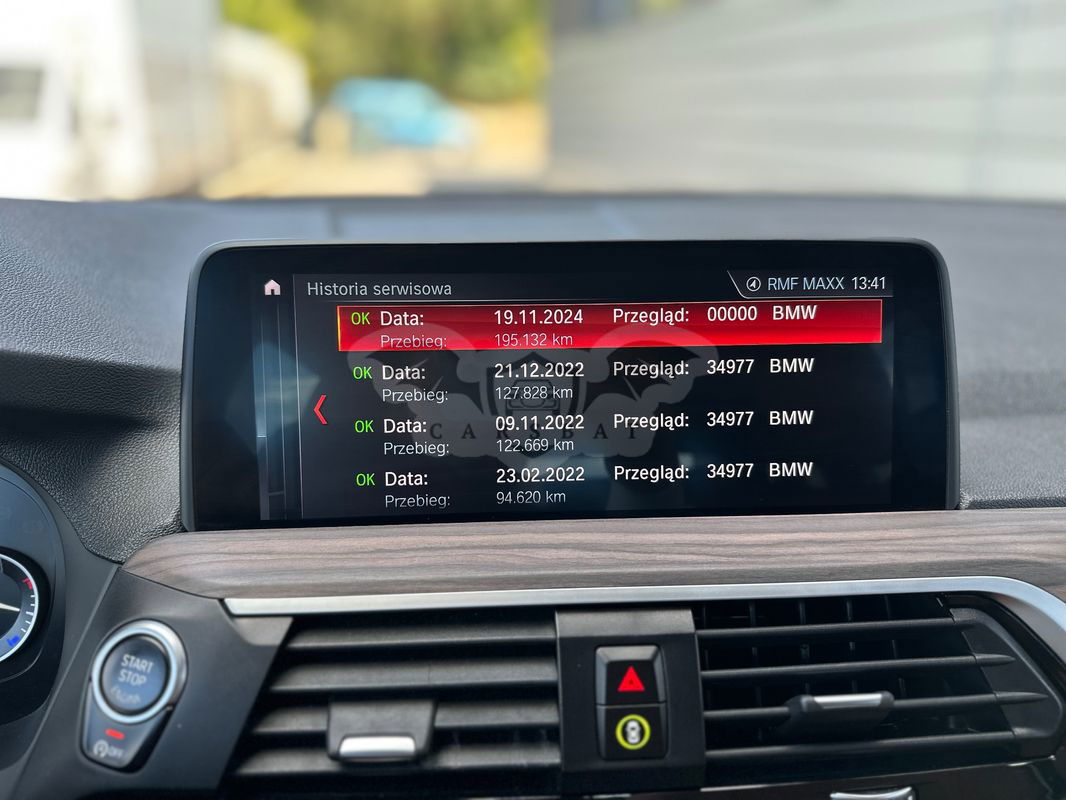 Historia serwisowa RMF MAXX 13:41
OK Data: 19.11.2024 Przegląd: 00000 BMW
Przebieg: 195.132 km
OK Data: 21.12.2022 Przegląd: 34977 BMW
Przebieg: 127.828 km
OK Data: 09.11.2022 Przegląd: 34977 BMW
CARSBAT
Przebieg: 122.669 km
OK Data: 23.02.2022 Przegląd: 34977 BMW
Przebieg: 94.620 km
START
STOP
OFF